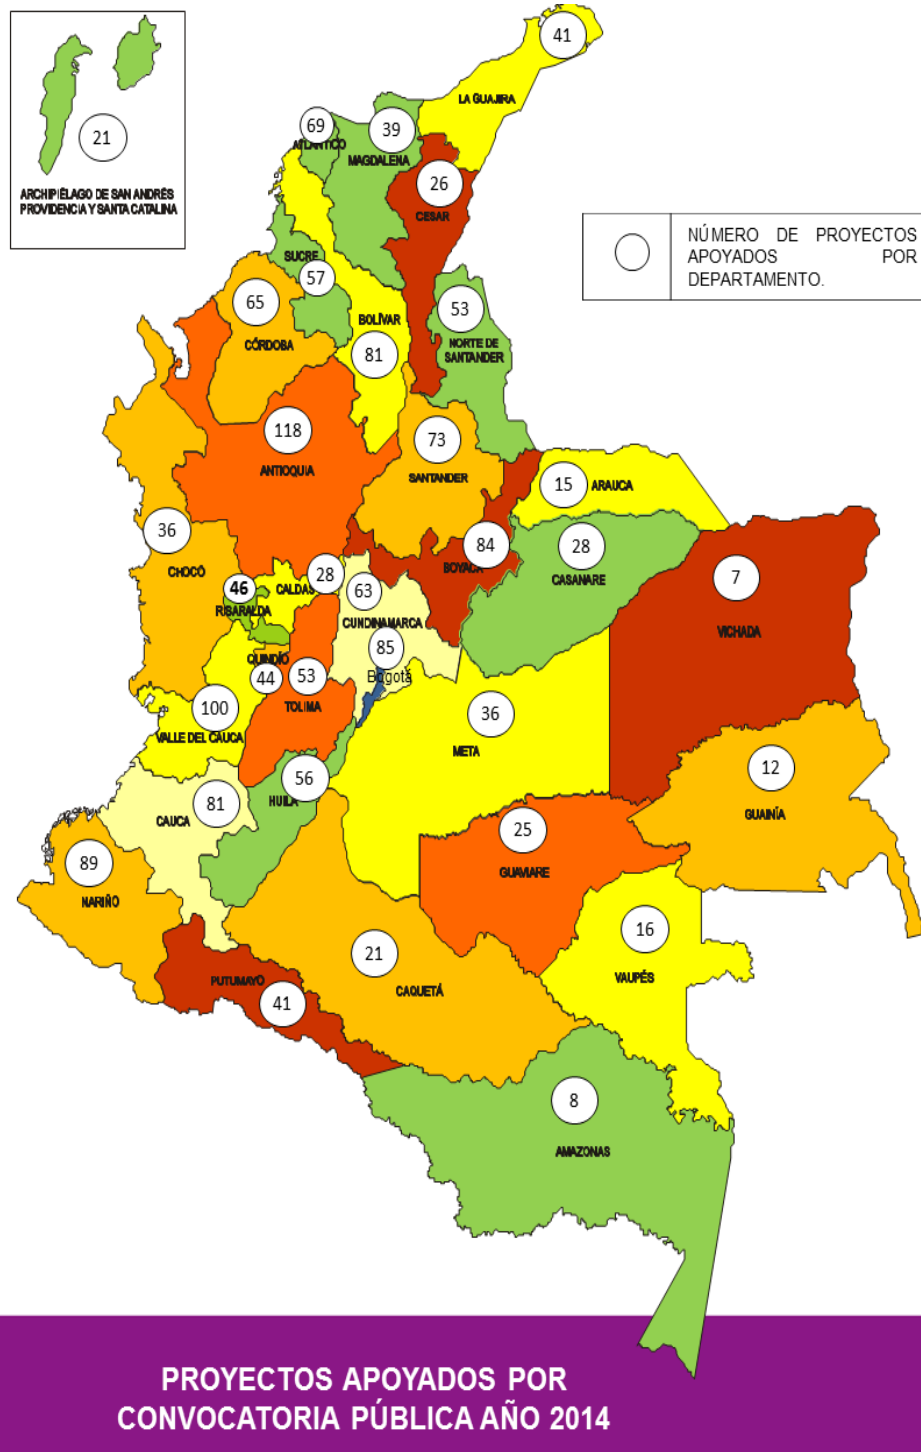 41
LA GUAJIRA
21
ARCHIPIÉLAGO DE SAN ANDRÉS
PROVIDENCIA Y SANTA CATALINA
69
ATLÁNTICO
39
MAGDALENA
26
CESAR
NÚMERO DE PROYECTOS
APOYADOS POR
DEPARTAMENTO.
SUCRE
57
65
CÓRDOBA
BOLÍVAR
81
53
NORTE DE
SANTANDER
118
ANTIOQUIA
73
SANTANDER
15
ARAUCA
36
CHOCÓ
84
BOYACÁ
28
CASANARE
7
VICHADA
46
RISARALDA
CALDAS
28
63
CUNDINAMARCA
85
Bogotá
QUINDÍO
44
53
TOLIMA
100
VALLE DEL CAUCA
36
META
12
GUAINÍA
56
HUILA
81
CAUCA
25
GUAVIARE
89
NARIÑO
16
VAUPÉS
21
CAQUETÁ
PUTUMAYO
41
8
AMAZONAS
PROYECTOS APOYADOS POR
CONVOCATORIA PÚBLICA AÑO 2014